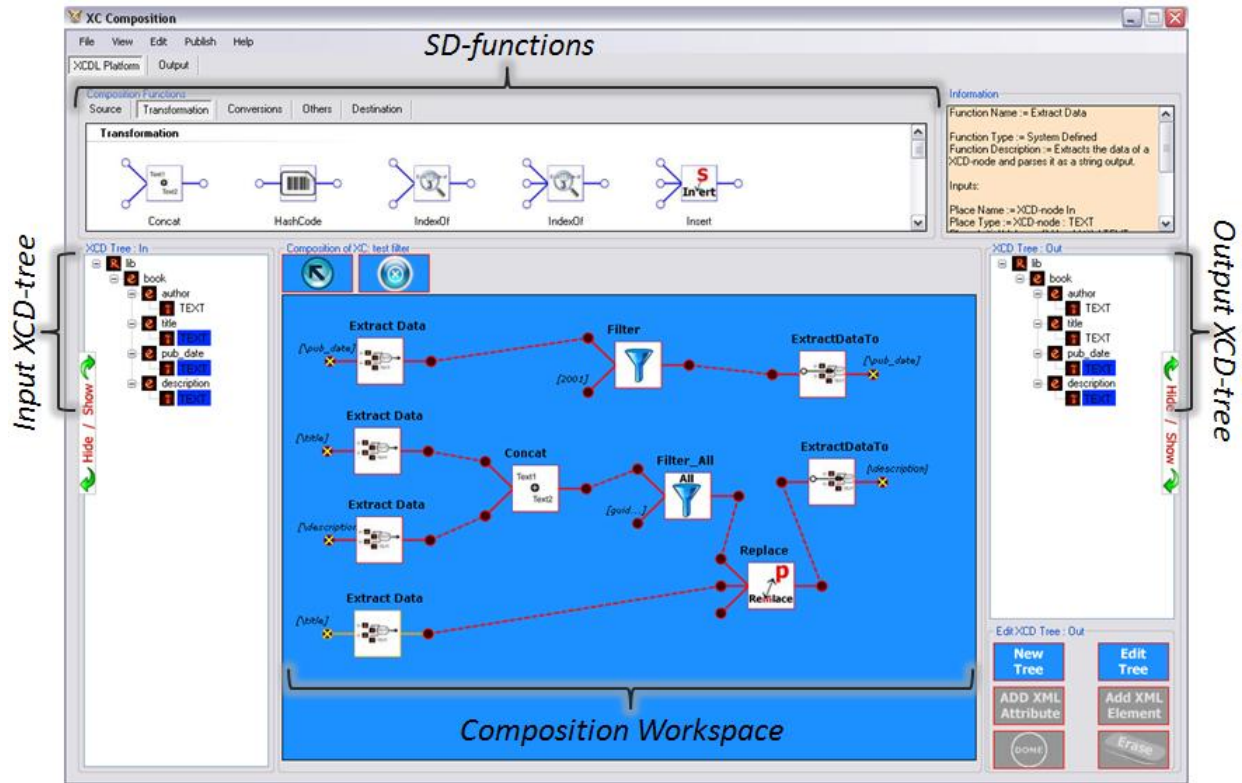 XC Composition
File View Edit Publish Help
SD-functions
XCDL Platform Output
Composition Functions
Source Transformation Conversions Others Destination
Transformation
Text1
Text2
Concat
HashCode
IndexOf
IndexOf
S
Insert
Insert
Information
Function Name := Extract Data
Function Type := System Defined
Function Description := Extracts the data of a
XCD-node and parses it as a string output.
Inputs:
Place Name := XCD-node In
Place Type := XCD-node : TEXT
Input XCD-tree
XCD Tree : In
lib
book
author
TEXT
title
TEXT
pub_date
TEXT
description
TEXT
Hide / Show
Composition of XC: test filter
Extract Data
[\pub_date]
Filter
[2001]
ExtractDataTo
[\pub_date]
Extract Data
[\title]
Concat
Text1
Text2
Filter_All
All
[guid...]
ExtractDataTo
[\description]
Extract Data
[\description
Replace
p
Extract Data
[\title]
Composition Workspace
XCD Tree : Out
lib
book
author
TEXT
title
TEXT
pub_date
TEXT
description
TEXT
Hide / Show
Output XCD-tree
Edit XCD Tree : Out
New
Tree
Edit
Tree
ADD XML
Attribute
Add XML
Element
DONE
Erase